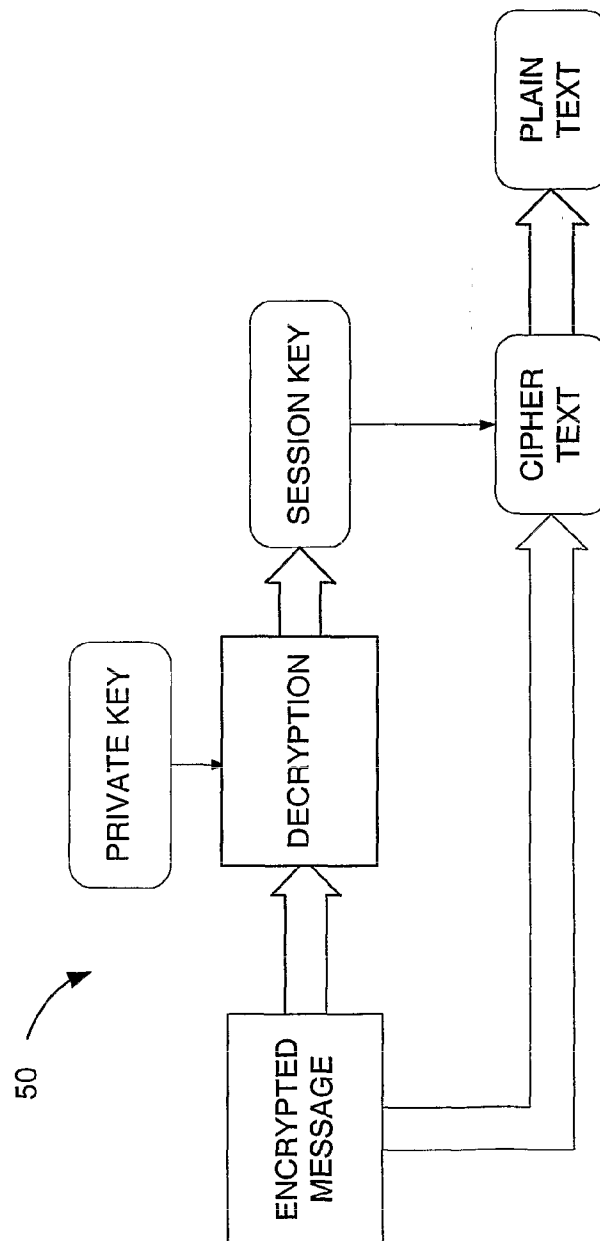 50
PRIVATE KEY
ENCRYPTED
MESSAGE
DECRYPTION
SESSION KEY
CIPHER
TEXT
PLAIN
TEXT